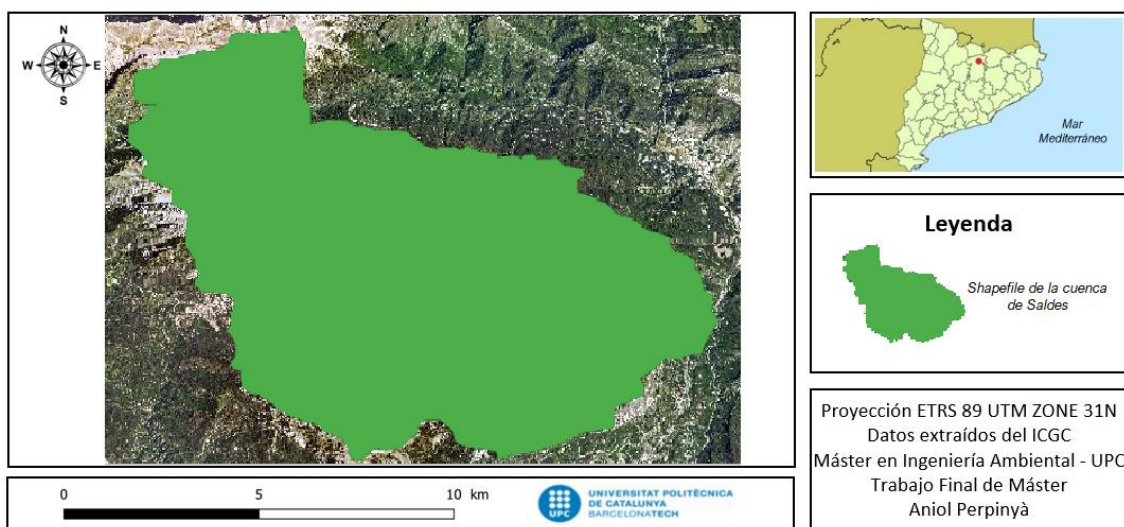 N
W
E
S
Mar
Mediterráneo
Leyenda
Shapefile de la cuenca
de Saldes
Proyección ETRS 89 UTM ZONE 31N
Datos extraídos del ICGC
Máster en Ingeniería Ambiental - UPC
Trabajo Final de Máster
Aniol Perpinyà
0
5
10 km
UPC
UNIVERSITAT POLITÈCNICA
DE CATALUNYA
BARCELONATECH